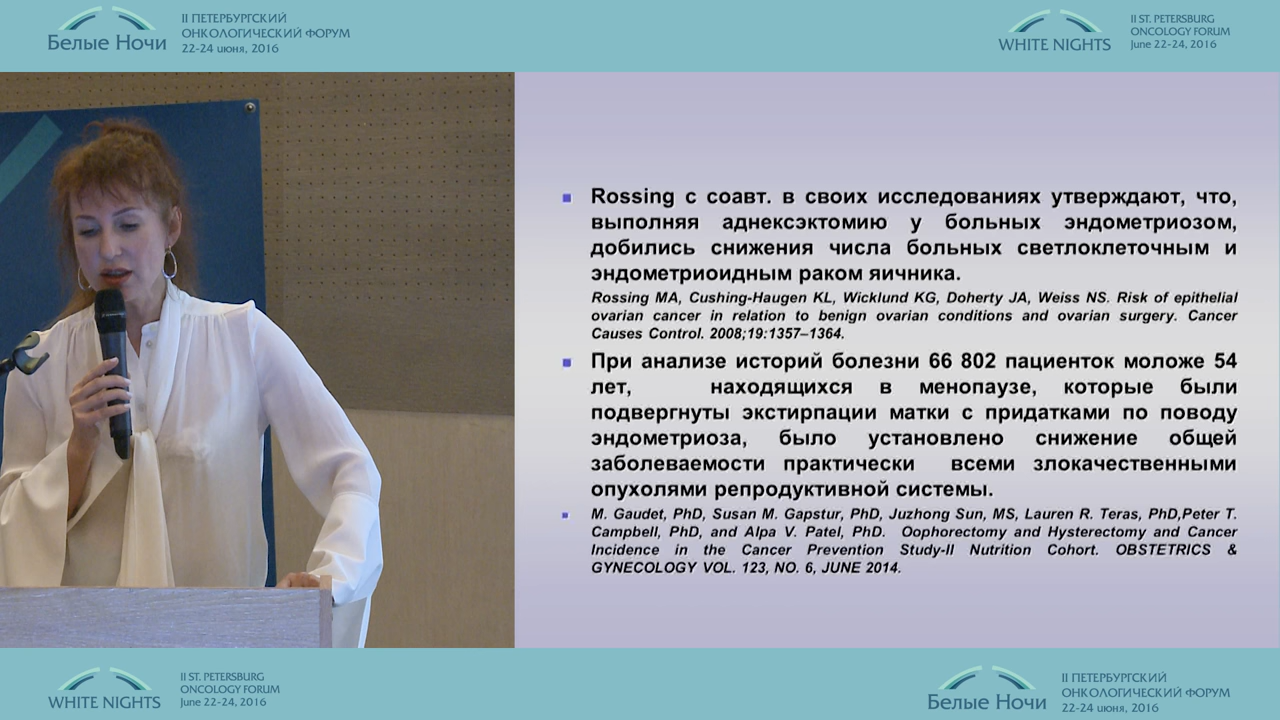 Белые Ночи
II ПЕТЕРБУРГСКИЙ
ОНКОЛОГИЧЕСКИЙ ФОРУМ
22-24 июня, 2016
WHITE NIGHTS
II ST. PETERSBURG
ONCOLOGY FORUM
June 22-24, 2016
Rossing с соавт. в своих исследованиях утверждают, что,
выполняя аднексэктомию у больных эндометриозом,
добились снижения числа больных светлоклеточным и
эндометриоидным раком яичника.
Rossing MA, Cushing-Haugen KL, Wicklund KG, Doherty JA, Weiss NS. Risk of epithelial
ovarian cancer in relation to benign ovarian conditions and ovarian surgery. Cancer
Causes Control. 2008;19:1357–1364.
При анализе историй болезни 66 802 пациенток моложе 54
лет, находящихся в менопаузе, которые были
подвергнуты экстирпации матки с придатками по поводу
эндометриоза, было установлено снижение общей
заболеваемости практически всеми злокачественными
опухолями репродуктивной системы.
M. Gaudet, PhD, Susan M. Gapstur, PhD, Juzhong Sun, MS, Lauren R. Teras, PhD,Peter T.
Campbell, PhD, and Alpa V. Patel, PhD. Oophorectomy and Hysterectomy and Cancer
Incidence in the Cancer Prevention Study-II Nutrition Cohort. OBSTETRICS &
GYNECOLOGY VOL. 123, NO. 6, JUNE 2014.
WHITE NIGHTS
II ST. PETERSBURG
ONCOLOGY FORUM
June 22-24, 2016
Белые Ночи
II ПЕТЕРБУРГСКИЙ
ОНКОЛОГИЧЕСКИЙ ФОРУМ
22-24 июня, 2016